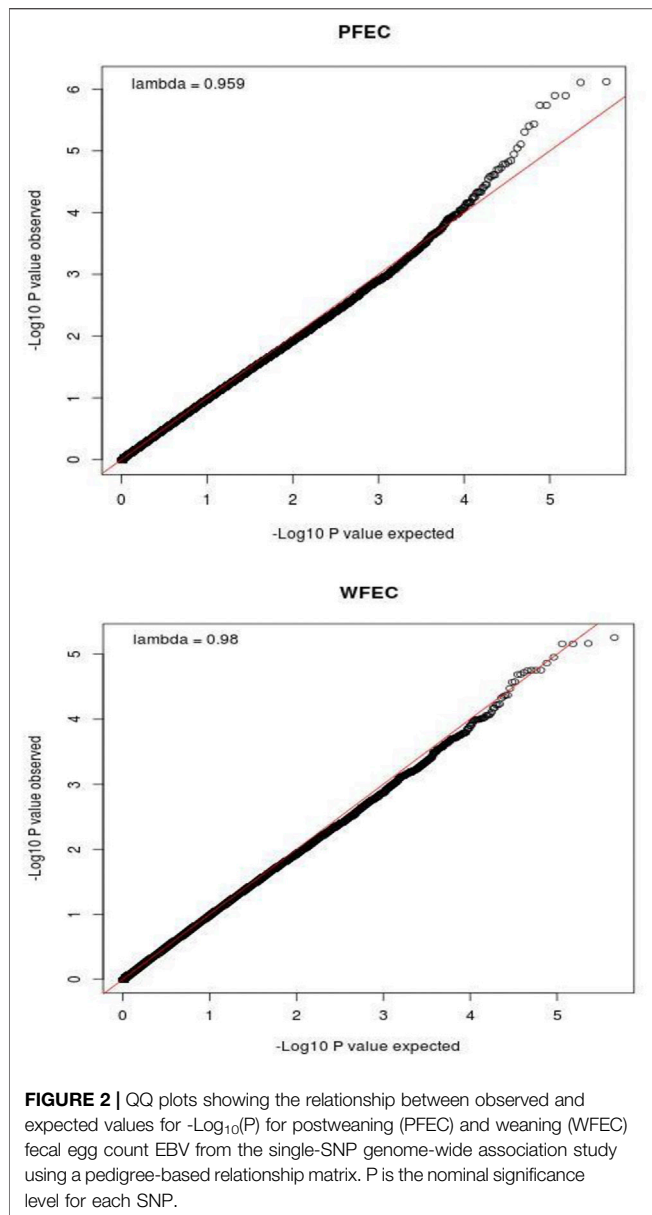 PFEC
lambda = 0.959
-Log10 P value observed
6
5
4
3
2
1
0
0 1 2 3 4 5
-Log10 P value expected
WFEC
lambda = 0.98
-Log10 P value observed
5
4
3
2
1
0
0 1 2 3 4 5
-Log10 P value expected
FIGURE 2 | QQ plots showing the relationship between observed and
expected values for -Log₁₀(P) for postweaning (PFEC) and weaning (WFEC)
fecal egg count EBV from the single-SNP genome-wide association study
using a pedigree-based relationship matrix. P is the nominal significance
level for each SNP.